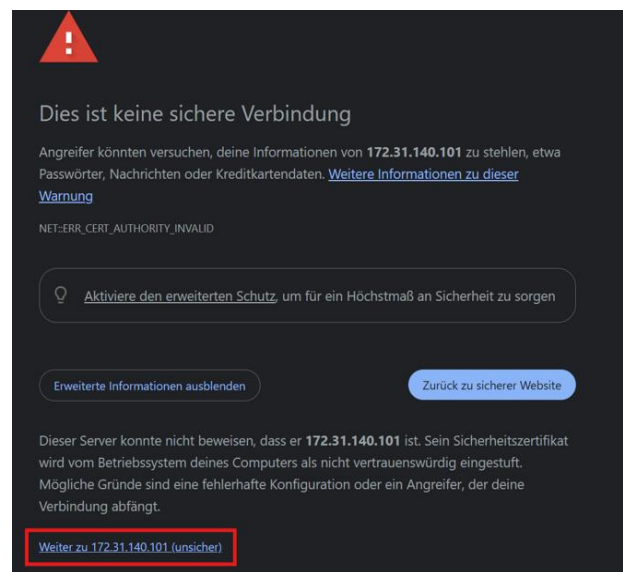 Dies ist keine sichere Verbindung
Angreifer könnten versuchen, deine Informationen von 172.31.140.101 zu stehlen, etwa
Passwörter, Nachrichten oder Kreditkartendaten. Weitere Informationen zu dieser
Warnung
NET::ERR_CERT_AUTHORITY_INVALID
Aktiviere den erweiterten Schutz, um für ein Höchstmaß an Sicherheit zu sorgen
Erweiterte Informationen ausblenden
Zurück zu sicherer Website
Dieser Server konnte nicht beweisen, dass er 172.31.140.101 ist. Sein Sicherheitszertifikat
wird vom Betriebssystem deines Computers als nicht vertrauenswürdig eingestuft.
Mögliche Gründe sind eine fehlerhafte Konfiguration oder ein Angreifer, der deine
Verbindung abfängt.
Weiter zu 172.31.140.101 (unsicher)